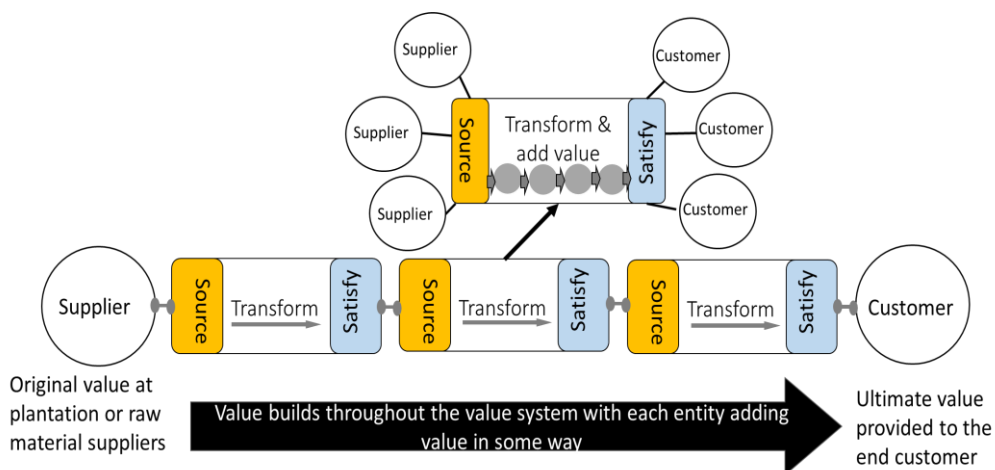 Supplier
Customer
Supplier
Source
Transform &
add value
Satisfy
Customer
Supplier
Customer
Supplier
Source
Transform
Satisfy
Source
Transform
Satisfy
Source
Transform
Satisfy
Customer
Original value at
plantation or raw
material suppliers
Value builds throughout the value system with each entity adding
value in some way
Ultimate value
provided to the
end customer